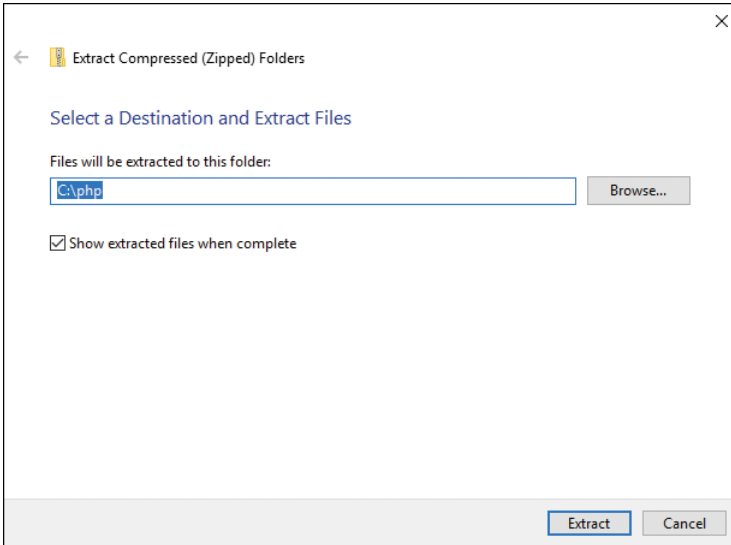 Extract Compressed (Zipped) Folders
Select a Destination and Extract Files
Files will be extracted to this folder:
C:\php
Browse...
Show extracted files when complete
Extract
Cancel